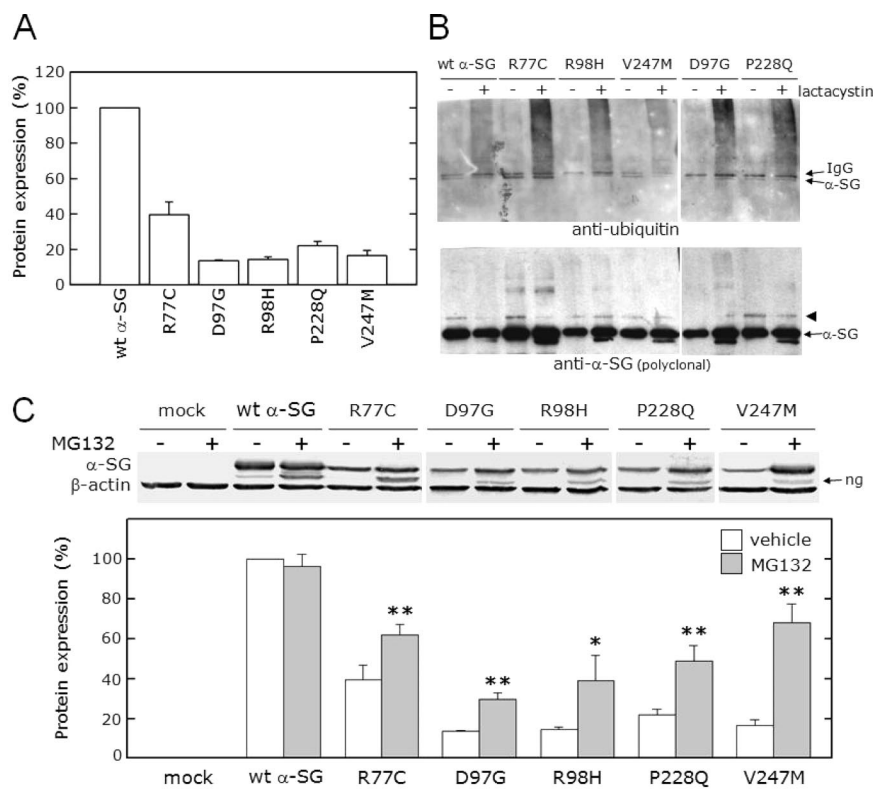 A
Protein expression (%)
120
100
80
60
40
20
0
wt α-SG
R77C
D97G
R98H
P228Q
V247M
B
wt α-SG R77C R98H V247M D97G P228Q
- + - + - + - + - + - + lactacystin
IgG
α-SG
anti-ubiquitin
α-SG
anti-α-SG (polyclonal)
C
mock wt α-SG R77C D97G R98H P228Q V247M
MG132 - + - + - + - + - + - + - +
α-SG
β-actin
ng
Protein expression (%)
100
80
60
40
20
0
vehicle
MG132
** ** * ** **
mock wt α-SG R77C D97G R98H P228Q V247M